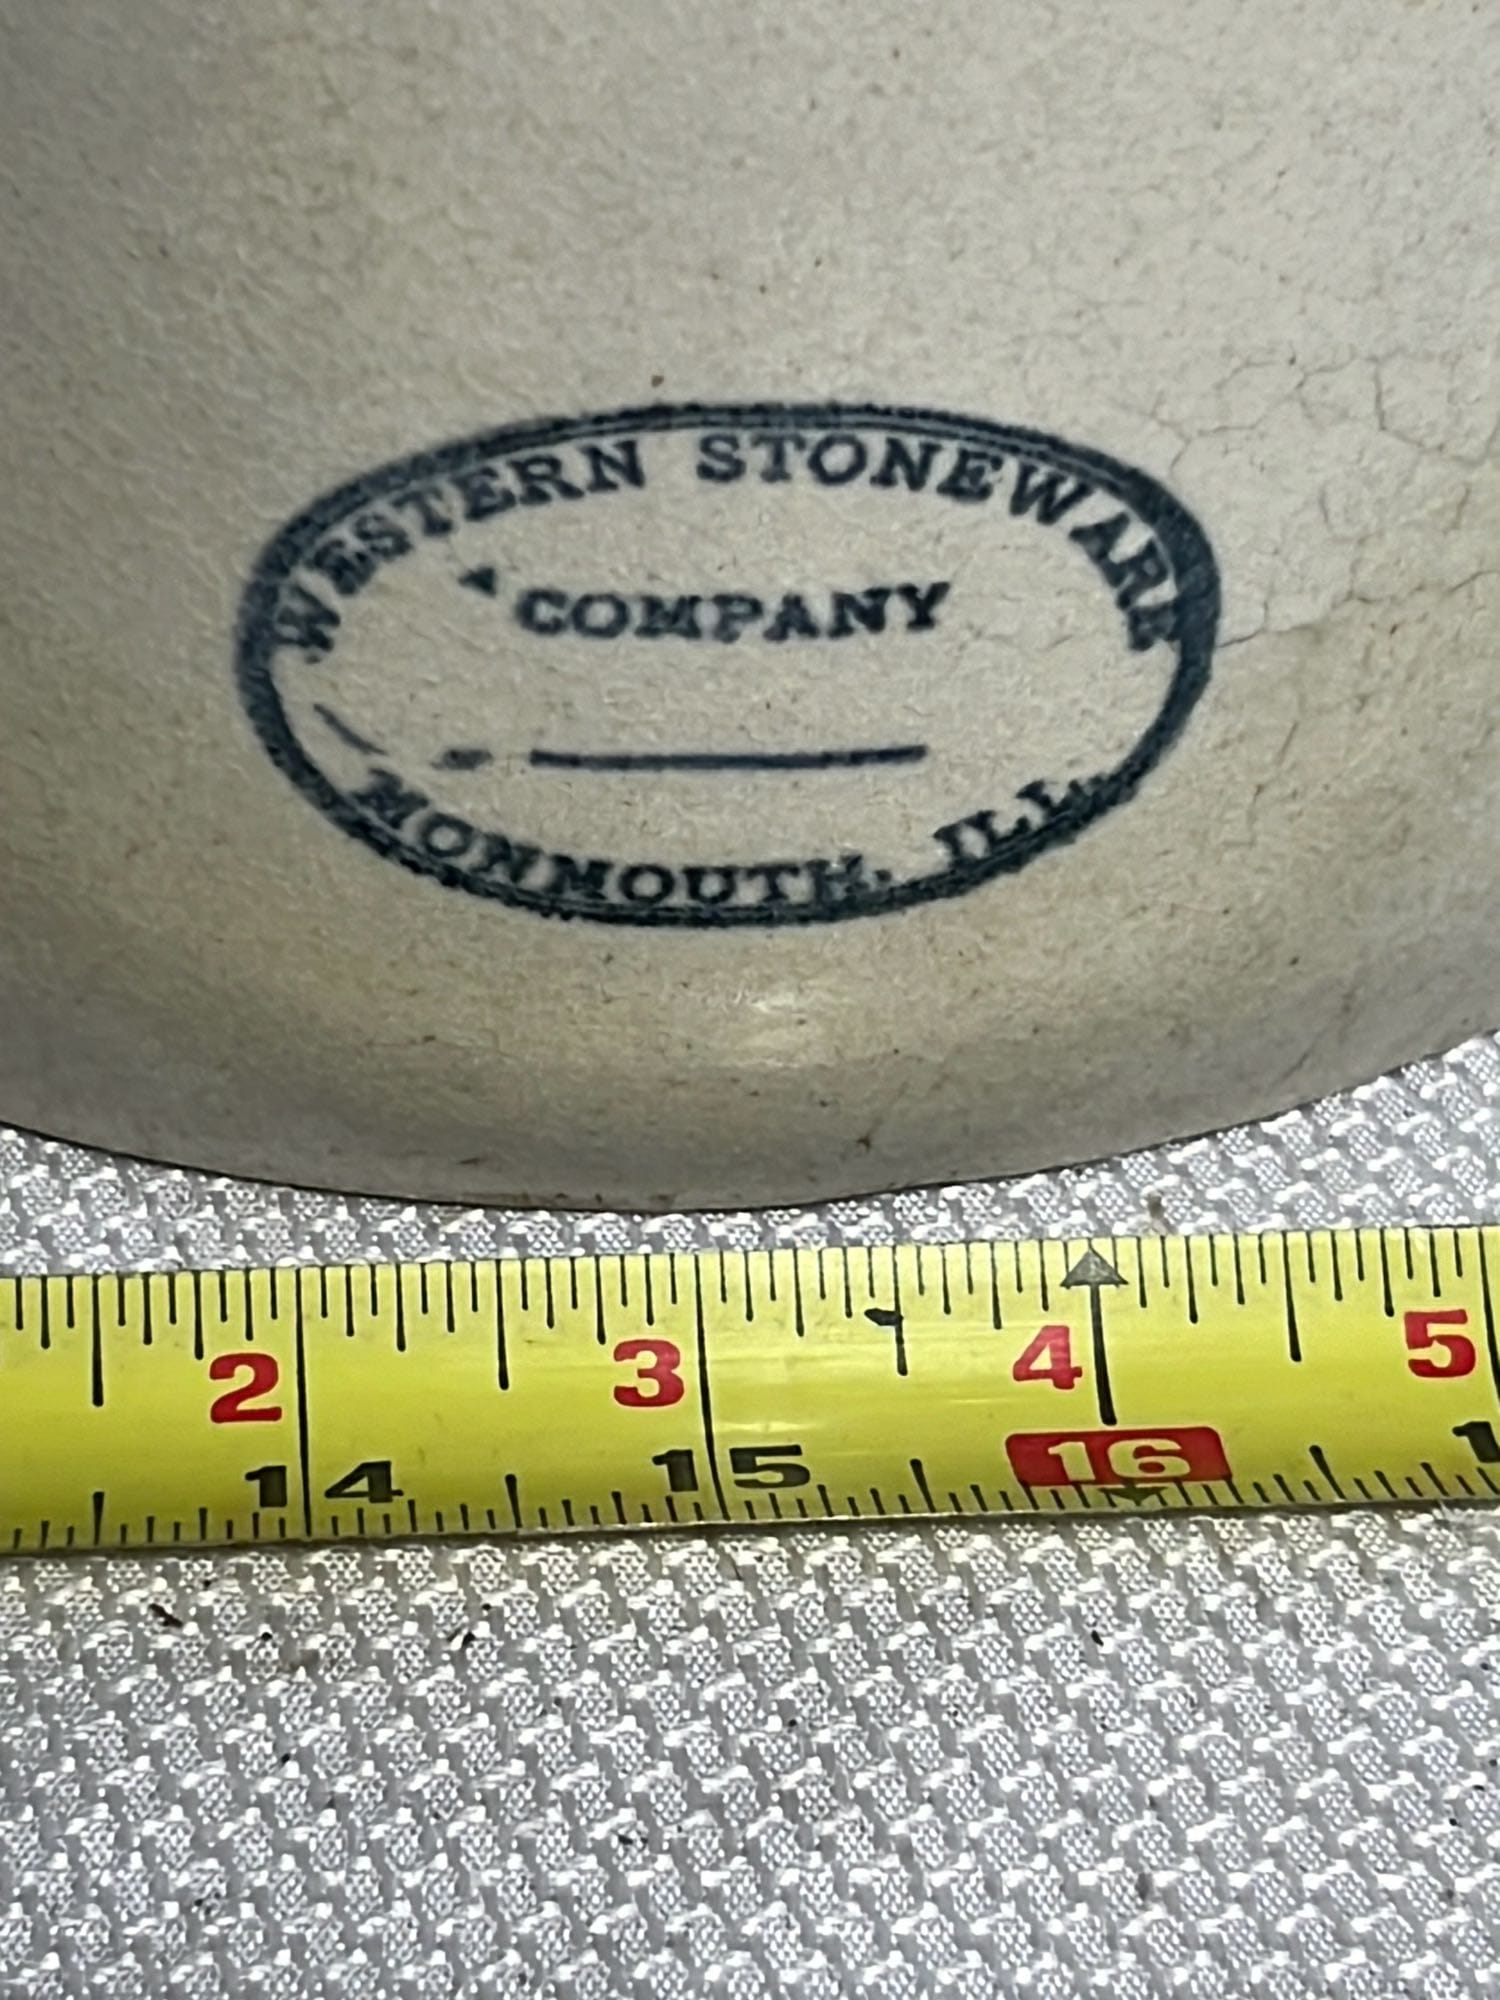 WESTERN STONEWARE
COMPANY
MONMOUTH, ILL.
2 3 4 5
14 15 16